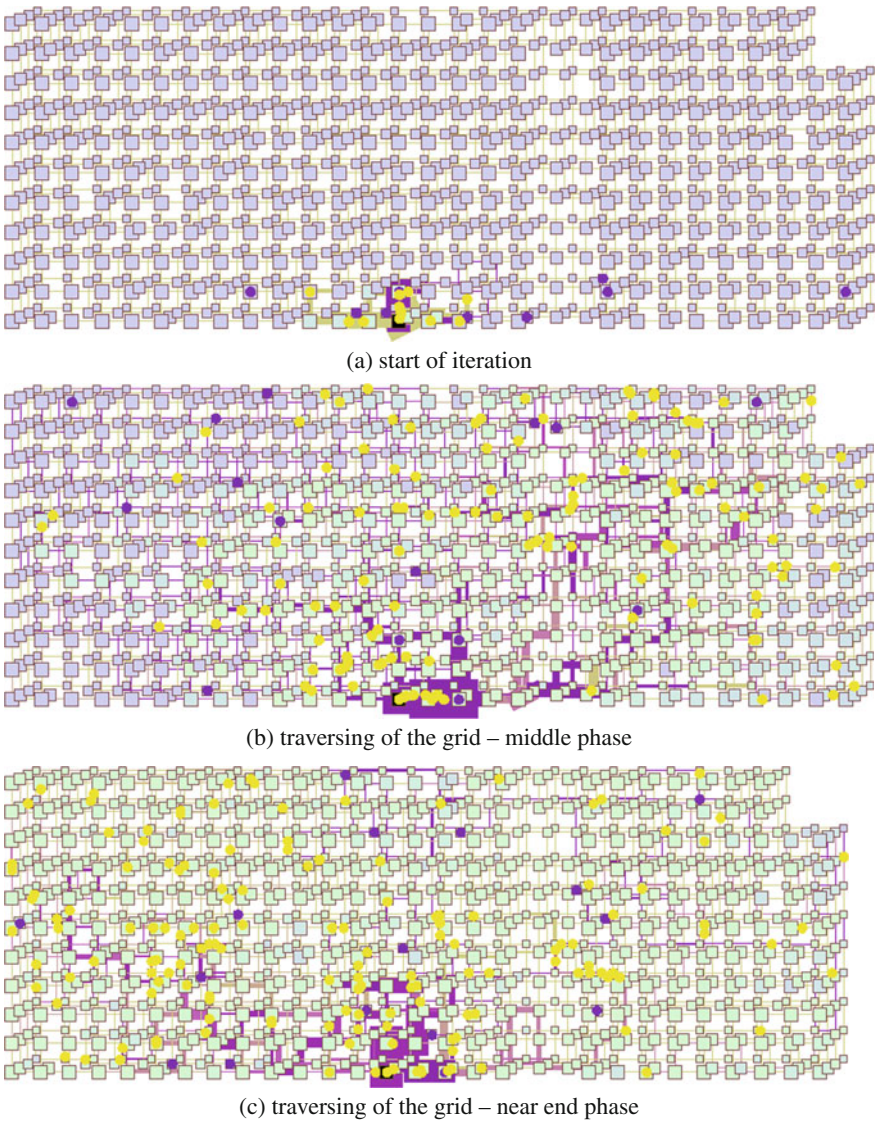 (a) start of iteration
(b) traversing of the grid – middle phase
(c) traversing of the grid – near end phase